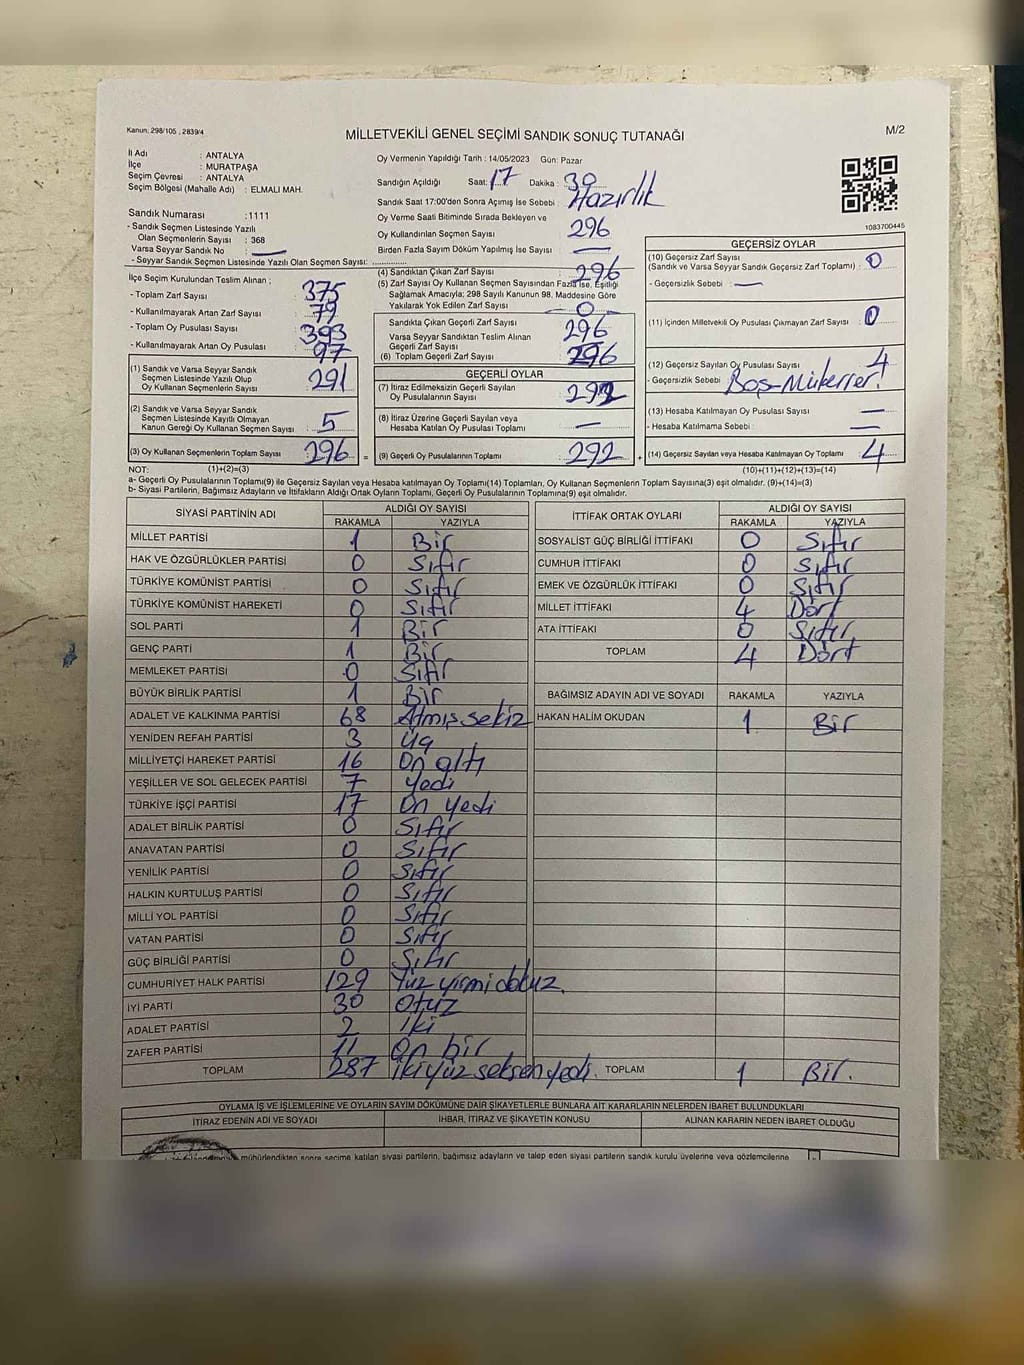 Kanun: 298/105 , 2839/4
MİLLETVEKİLİ GENEL SEÇİMİ SANDIK SONUÇ TUTANAĞI
M/2
İl Adı : ANTALYA
İlçe : MURATPAŞA
Seçim Çevresi : ANTALYA
Seçim Bölgesi (Mahalle Adı) : ELMALI MAH.
Sandık Numarası :1111
- Sandık Seçmen Listesinde Yazılı
Olan Seçmenlerin Sayısı : 368
Varsa Seyyar Sandık No : —
- Seyyar Sandık Seçmen Listesinde Yazılı Olan Seçmen Sayısı: ........
Oy Vermenin Yapıldığı Tarih : 14/05/2023 Gün: Pazar
Sandığın Açıldığı Saat: 17 Dakika : 30
Sandık Saat 17:00'den Sonra Açılmış İse Sebebi : Hazırlık
Oy Verme Saati Bitiminde Sırada Bekleyen ve
Oy Kullandırılan Seçmen Sayısı 296
Birden Fazla Sayım Döküm Yapılmış İse Sayısı —
1083700445
İlçe Seçim Kurulundan Teslim Alınan ;
- Toplam Zarf Sayısı 375
- Kullanılmayarak Artan Zarf Sayısı 79
- Toplam Oy Pusulası Sayısı 393
- Kullanılmayarak Artan Oy Pusulası 97
(1) Sandık ve Varsa Seyyar Sandık
Seçmen Listesinde Yazılı Olup
Oy Kullanan Seçmenlerin Sayısı 291
(2) Sandık ve Varsa Seyyar Sandık
Seçmen Listesinde Kayıtlı Olmayan
Kanun Gereği Oy Kullanan Seçmen Sayısı 5
(3) Oy Kullanan Seçmenlerin Toplam Sayısı 296 =
(4) Sandıktan Çıkan Zarf Sayısı 296
(5) Zarf Sayısı Oy Kullanan Seçmen Sayısından Fazla İse, Eşitliği
Sağlamak Amacıyla; 298 Sayılı Kanunun 98. Maddesine Göre
Yakılarak Yok Edilen Zarf Sayısı — 0 —
Sandıkta Çıkan Geçerli Zarf Sayısı 296
Varsa Seyyar Sandıktan Teslim Alınan
Geçerli Zarf Sayısı
(6) Toplam Geçerli Zarf Sayısı 296
GEÇERLİ OYLAR
(7) İtiraz Edilmeksizin Geçerli Sayılan
Oy Pusulalarının Sayısı 292
(8) İtiraz Üzerine Geçerli Sayılan veya
Hesaba Katılan Oy Pusulası Toplamı —
(9) Geçerli Oy Pusulalarının Toplamı 292 +
GEÇERSİZ OYLAR
(10) Geçersiz Zarf Sayısı
(Sandık ve Varsa Seyyar Sandık Geçersiz Zarf Toplamı) : 0
- Geçersizlik Sebebi : —
(11) İçinden Milletvekili Oy Pusulası Çıkmayan Zarf Sayısı 0
(12) Geçersiz Sayılan Oy Pusulası Sayısı 4
- Geçersizlik Sebebi Boş-Mükerrer
(13) Hesaba Katılmayan Oy Pusulası Sayısı —
- Hesaba Katılmama Sebebi : —
(14) Geçersiz Sayılan veya Hesaba Katılmayan Oy Toplamı 4
NOT: (1)+(2)=(3) (10)+(11)+(12)+(13)=(14)
a- Geçerli Oy Pusulalarının Toplamı(9) ile Geçersiz Sayılan veya Hesaba katılmayan Oy Toplamı(14) Toplamları, Oy Kullanan Seçmenlerin Toplam Sayısına(3) eşit olmalıdır. (9)+(14)=(3)
b- Siyasi Partilerin, Bağımsız Adayların ve İttifakların Aldığı Ortak Oyların Toplamı, Geçerli Oy Pusulalarının Toplamına(9) eşit olmalıdır.
SİYASİ PARTİNİN ADI ALDIĞI OY SAYISI
RAKAMLA YAZIYLA
MİLLET PARTİSİ 1 Bir
HAK VE ÖZGÜRLÜKLER PARTİSİ 0 Sıfır
TÜRKİYE KOMÜNİST PARTİSİ 0 Sıfır
TÜRKİYE KOMÜNİST HAREKETİ 0 Sıfır
SOL PARTİ 1 Bir
GENÇ PARTİ 1 Bir
MEMLEKET PARTİSİ 0 Sıfır
BÜYÜK BİRLİK PARTİSİ 1 Bir
ADALET VE KALKINMA PARTİSİ 68 Atmış sekiz
YENİDEN REFAH PARTİSİ 3 Üç
MİLLİYETÇİ HAREKET PARTİSİ 16 On altı
YEŞİLLER VE SOL GELECEK PARTİSİ 7 Yedi
TÜRKİYE İŞÇİ PARTİSİ 17 On yedi
ADALET BİRLİK PARTİSİ 0 Sıfır
ANAVATAN PARTİSİ 0 Sıfır
YENİLİK PARTİSİ 0 Sıfır
HALKIN KURTULUŞ PARTİSİ 0 Sıfır
MİLLİ YOL PARTİSİ 0 Sıfır
VATAN PARTİSİ 0 Sıfır
GÜÇ BİRLİĞİ PARTİSİ 0 Sıfır
CUMHURİYET HALK PARTİSİ 129 Yüz yirmi dokuz.
İYİ PARTİ 30 Otuz
ADALET PARTİSİ 2 İki
ZAFER PARTİSİ 11 On bir
TOPLAM 287 İkiyüz seksen yedi.
İTTİFAK ORTAK OYLARI ALDIĞI OY SAYISI
RAKAMLA YAZIYLA
SOSYALİST GÜÇ BİRLİĞİ İTTİFAKI 0 Sıfır
CUMHUR İTTİFAKI 0 Sıfır
EMEK VE ÖZGÜRLÜK İTTİFAKI 0 Sıfır
MİLLET İTTİFAKI 4 Dört
ATA İTTİFAKI 0 Sıfır
TOPLAM 4 Dört
BAĞIMSIZ ADAYIN ADI VE SOYADI RAKAMLA YAZIYLA
HAKAN HALİM OKUDAN 1 Bir
TOPLAM 1 Bir.
OYLAMA İŞ VE İŞLEMLERİNE VE OYLARIN SAYIM DÖKÜMÜNE DAİR ŞİKAYETLERLE BUNLARA AİT KARARLARIN NELERDEN İBARET BULUNDUKLARI
İTİRAZ EDENİN ADI VE SOYADI İHBAR, İTİRAZ VE ŞİKAYETİN KONUSU ALINAN KARARIN NEDEN İBARET OLDUĞU
mühürlendikten sonra seçime katılan siyasi partilerin, bağımsız adayların ve talep eden siyasi partilerin sandık kurulu üyelerine veya gözlemcilerine